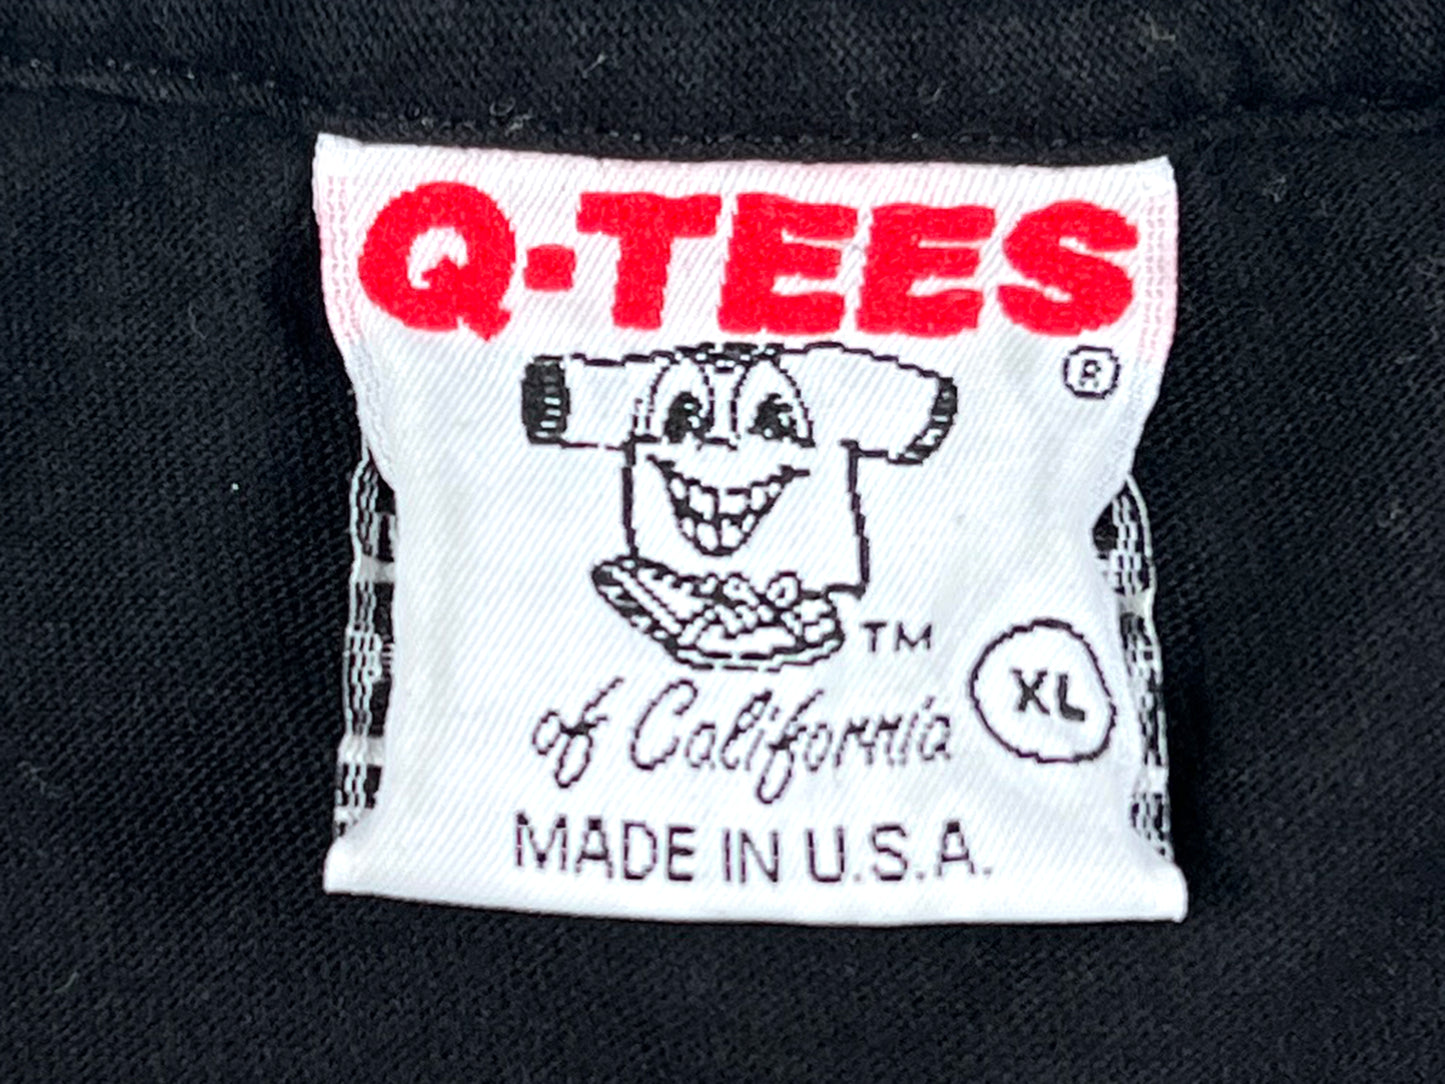 Q-TEES
®
TM
of California
XL
MADE IN U.S.A.